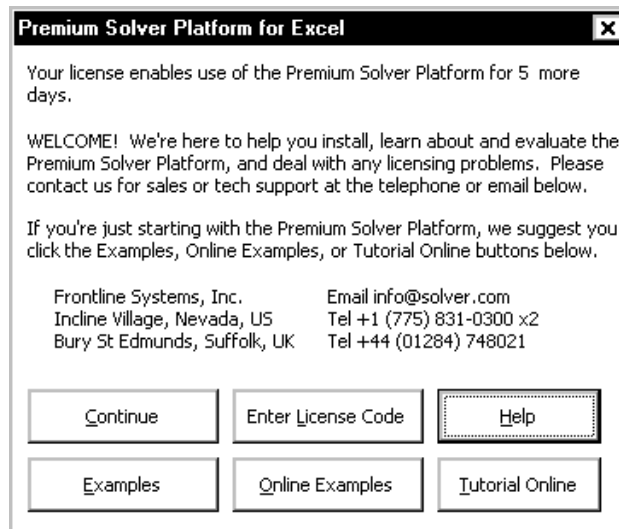 Premium Solver Platform for Excel
Your license enables use of the Premium Solver Platform for 5 more
days.
WELCOME! We're here to help you install, learn about and evaluate the
Premium Solver Platform, and deal with any licensing problems. Please
contact us for sales or tech support at the telephone or email below.
If you're just starting with the Premium Solver Platform, we suggest you
click the Examples, Online Examples, or Tutorial Online buttons below.
Frontline Systems, Inc. Email info@solver.com
Incline Village, Nevada, US Tel +1 (775) 831-0300 x2
Bury St Edmunds, Suffolk, UK Tel +44 (01284) 748021
Continue Enter License Code Help
Examples Online Examples Tutorial Online